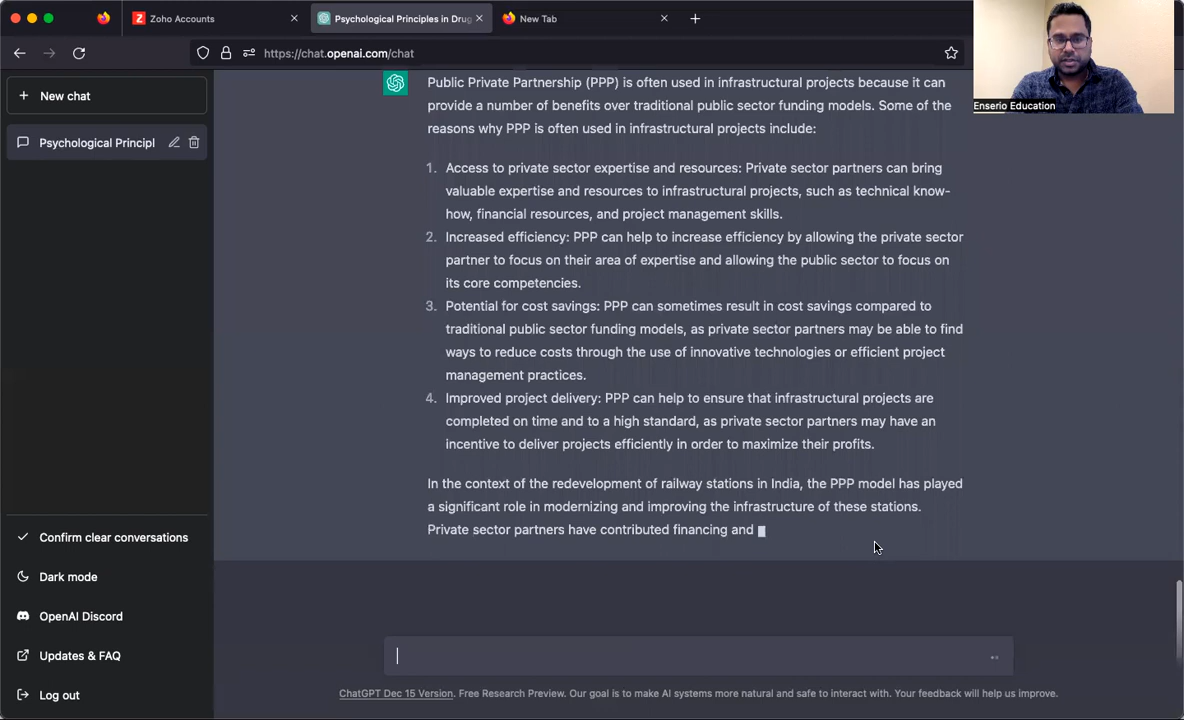 Zoho Accounts
Psychological Principles in Drug
New Tab
https://chat.openai.com/chat
Enserio Education
New chat
Psychological Principl
Public Private Partnership (PPP) is often used in infrastructural projects because it can
provide a number of benefits over traditional public sector funding models. Some of the
reasons why PPP is often used in infrastructural projects include:
1. Access to private sector expertise and resources: Private sector partners can bring
valuable expertise and resources to infrastructural projects, such as technical know-
how, financial resources, and project management skills.
2. Increased efficiency: PPP can help to increase efficiency by allowing the private sector
partner to focus on their area of expertise and allowing the public sector to focus on
its core competencies.
3. Potential for cost savings: PPP can sometimes result in cost savings compared to
traditional public sector funding models, as private sector partners may be able to find
ways to reduce costs through the use of innovative technologies or efficient project
management practices.
4. Improved project delivery: PPP can help to ensure that infrastructural projects are
completed on time and to a high standard, as private sector partners may have an
incentive to deliver projects efficiently in order to maximize their profits.
In the context of the redevelopment of railway stations in India, the PPP model has played
a significant role in modernizing and improving the infrastructure of these stations.
Private sector partners have contributed financing and
Confirm clear conversations
Dark mode
OpenAI Discord
Updates & FAQ
Log out
ChatGPT Dec 15 Version. Free Research Preview. Our goal is to make AI systems more natural and safe to interact with. Your feedback will help us improve.